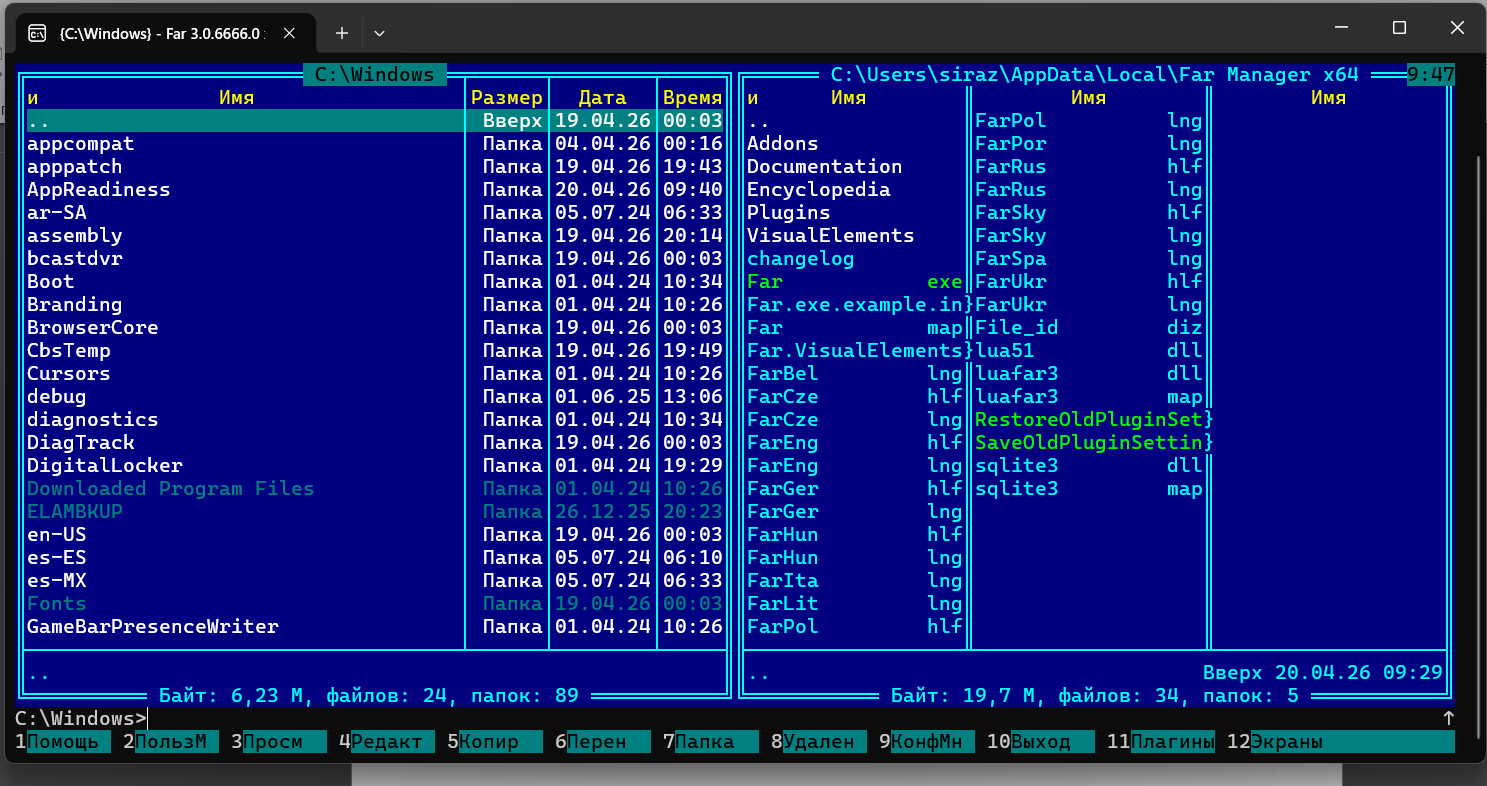 {C:\Windows} - Far 3.0.6666.0
C:\Windows
и Имя Размер Дата Время
.. Вверх 19.04.26 00:03
appcompat Папка 04.04.26 00:16
apppatch Папка 19.04.26 19:43
AppReadiness Папка 20.04.26 09:40
ar-SA Папка 05.07.24 06:33
assembly Папка 19.04.26 20:14
bcastdvr Папка 19.04.26 00:03
Boot Папка 01.04.24 10:34
Branding Папка 01.04.24 10:26
BrowserCore Папка 19.04.26 00:03
CbsTemp Папка 19.04.26 19:49
Cursors Папка 01.04.24 10:26
debug Папка 01.06.25 13:06
diagnostics Папка 01.04.24 10:34
DiagTrack Папка 19.04.26 00:03
DigitalLocker Папка 01.04.24 19:29
Downloaded Program Files Папка 01.04.24 10:26
ELAMBKUP Папка 26.12.25 20:23
en-US Папка 19.04.26 00:03
es-ES Папка 05.07.24 06:10
es-MX Папка 05.07.24 06:33
Fonts Папка 19.04.26 00:03
GameBarPresenceWriter Папка 01.04.24 10:26
..
Байт: 6,23 М, файлов: 24, папок: 89
C:\Users\siraz\AppData\Local\Far Manager x64
9:47
и Имя Имя Имя
..
Addons
Documentation
Encyclopedia
Plugins
VisualElements
changelog
Far exe
Far.exe.example.in}
Far map
Far.VisualElements}
FarBel lng
FarCze hlf
FarCze lng
FarEng hlf
FarEng lng
FarGer hlf
FarGer lng
FarHun hlf
FarHun lng
FarIta lng
FarLit lng
FarPol hlf
FarPol lng
FarPor lng
FarRus hlf
FarRus lng
FarSky hlf
FarSky lng
FarSpa lng
FarUkr hlf
FarUkr lng
File_id diz
lua51 dll
luafar3 dll
luafar3 map
RestoreOldPluginSet}
SaveOldPluginSettin}
sqlite3 dll
sqlite3 map
.. Вверх 20.04.26 09:29
Байт: 19,7 М, файлов: 34, папок: 5
C:\Windows>
1Помощь 2ПользМ 3Просм 4Редакт 5Копир 6Перен 7Папка 8Удален 9КонфМн 10Выход 11Плагины 12Экраны